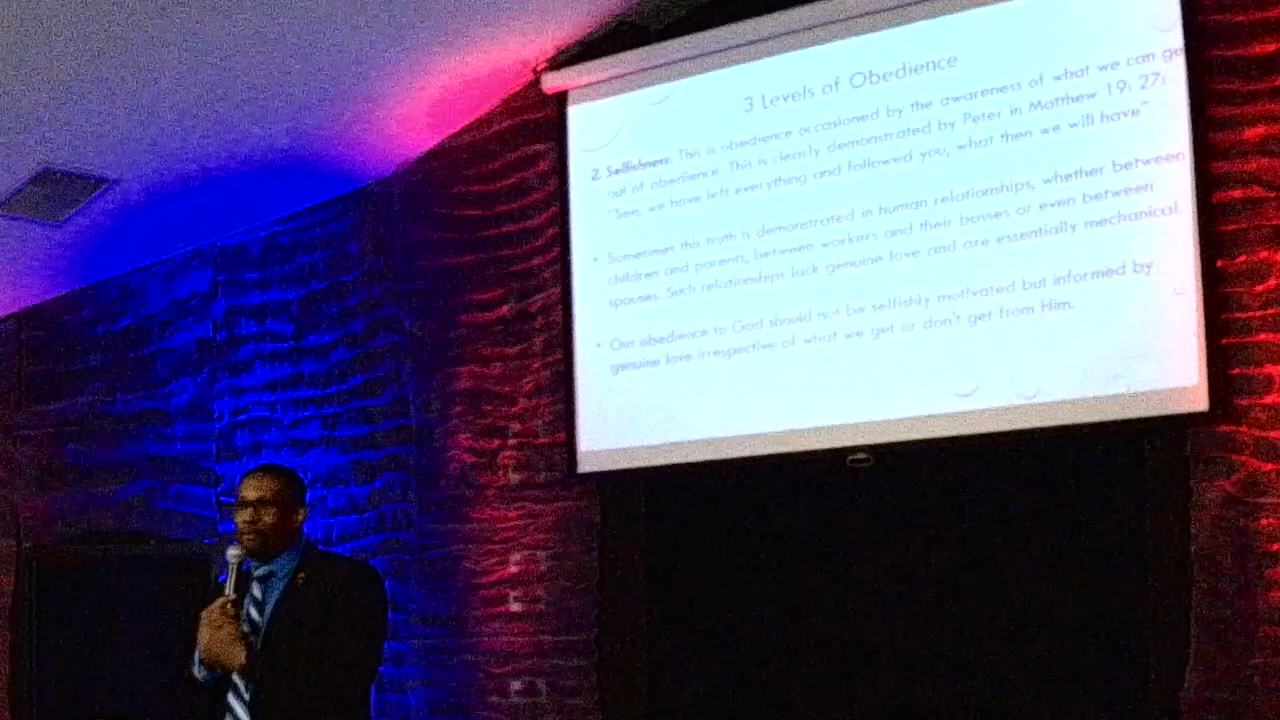 3 Levels of Obedience
2. Selfishness: This is obedience occasioned by the awareness of what we can ge
out of obedience. This is clearly demonstrated by Peter in Matthew 19: 27:
"See, we have left everything and followed you, what then we will have"
• Sometimes this truth is demonstrated in human relationships, whether between
children and parents, between workers and their bosses or even between
spouses. Such relationships lack genuine love and are essentially mechanical.
• Our obedience to God should not be selfishly motivated but informed by
genuine love irrespective of what we get or don't get from Him.